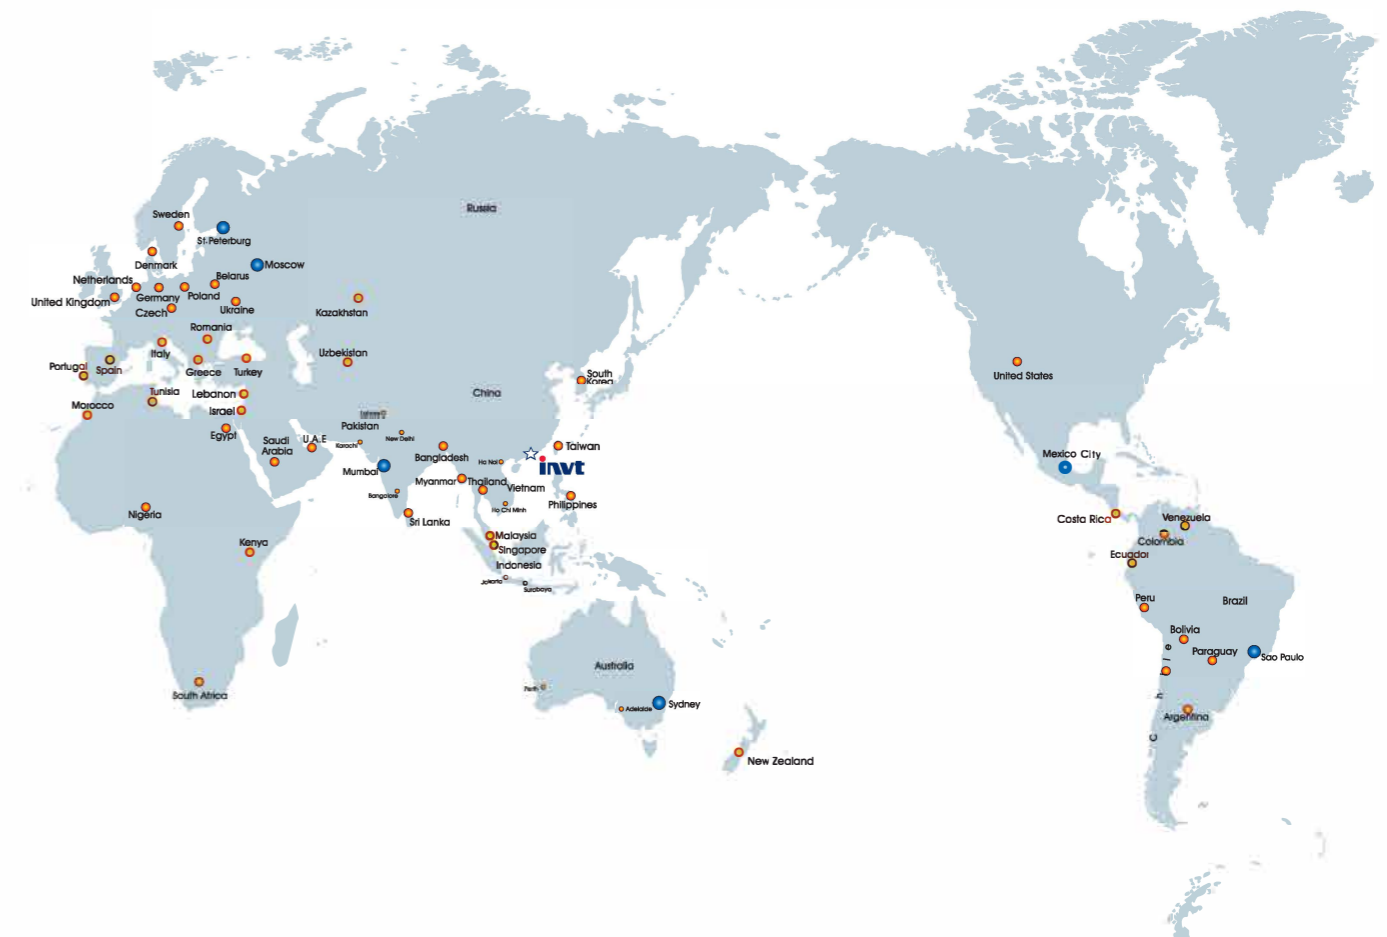 Russia
Sweden
St.Peterburg
Denmark
Moscow
Belarus
Netherlands
Germany
Poland
United Kingdom
Czech
Ukraine
Kazakhstan
Romania
Italy
Uzbekistan
Portugal
Spain
Greece
Turkey
South
Korea
United States
Tunisia
Lebanon
China
Morocco
Israel
Pakistan
Egypt
Saudi
Arabia
U.A.E
Karachi
New Delhi
Taiwan
Bangladesh
Mexico City
Mumbai
Ha Noi
invt
Myanmar
Thailand
Vietnam
Bangalore
Philippines
Nigeria
Ho Chi Minh
Sri Lanka
Costa Rica
Venezuela
Malaysia
Colombia
Kenya
Singapore
Ecuador
Indonesia
Jakarta
Surabaya
Peru
Brazil
Bolivia
Paraguay
Sao Paulo
Australia
Chile
Perth
South Africa
Adelaide
Sydney
Argentina
New Zealand